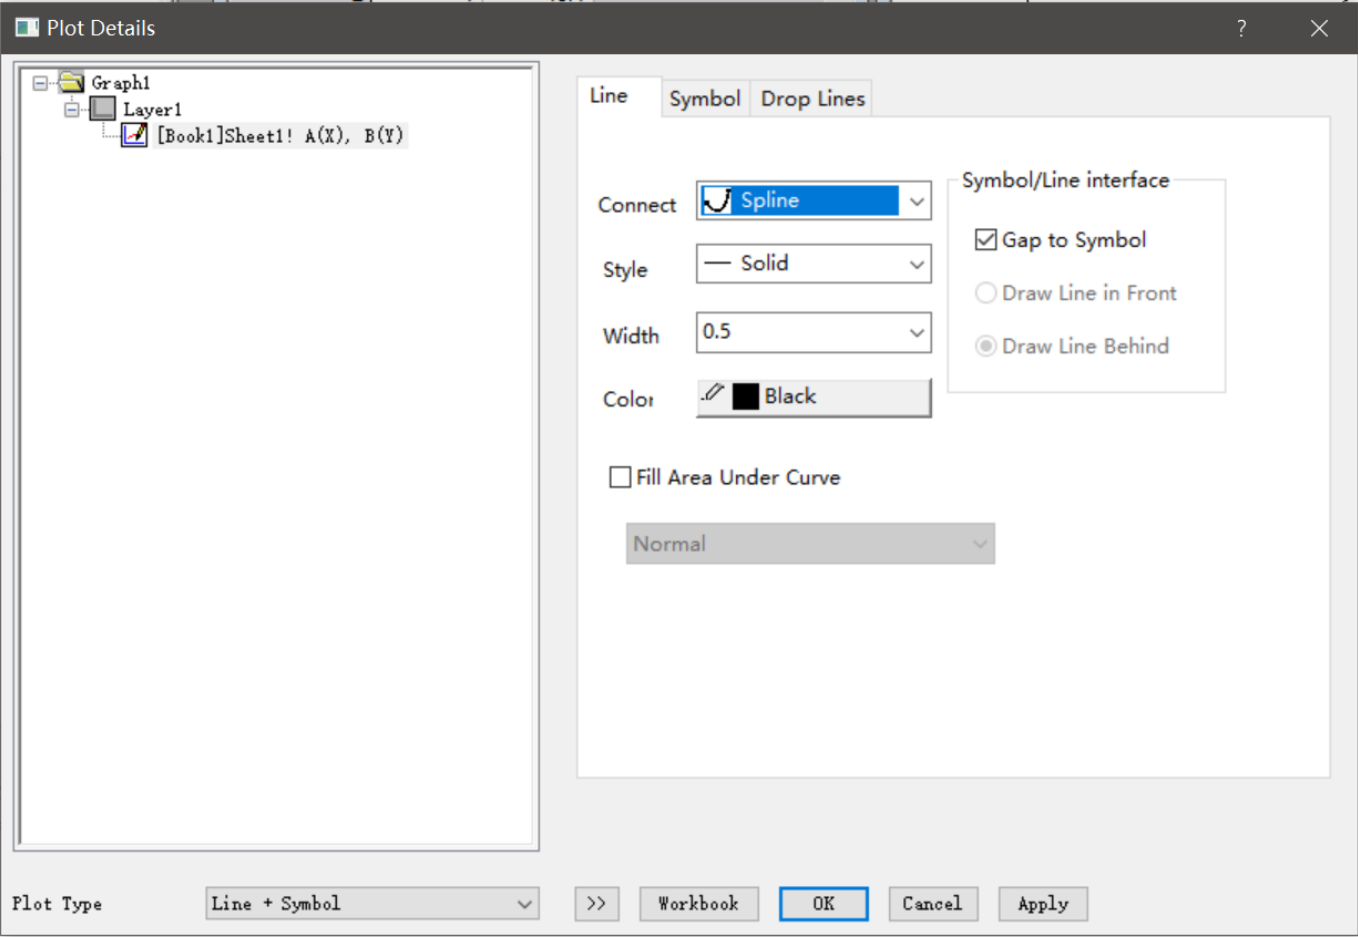 Plot Details
?
Graph1
Layer1
[Book1]Sheet1! A(X), B(Y)
Line
Symbol
Drop Lines
Connect
Spline
Style
Solid
Width
0.5
Color
Black
Symbol/Line interface
Gap to Symbol
Draw Line in Front
Draw Line Behind
Fill Area Under Curve
Normal
Plot Type
Line + Symbol
>>
Workbook
OK
Cancel
Apply